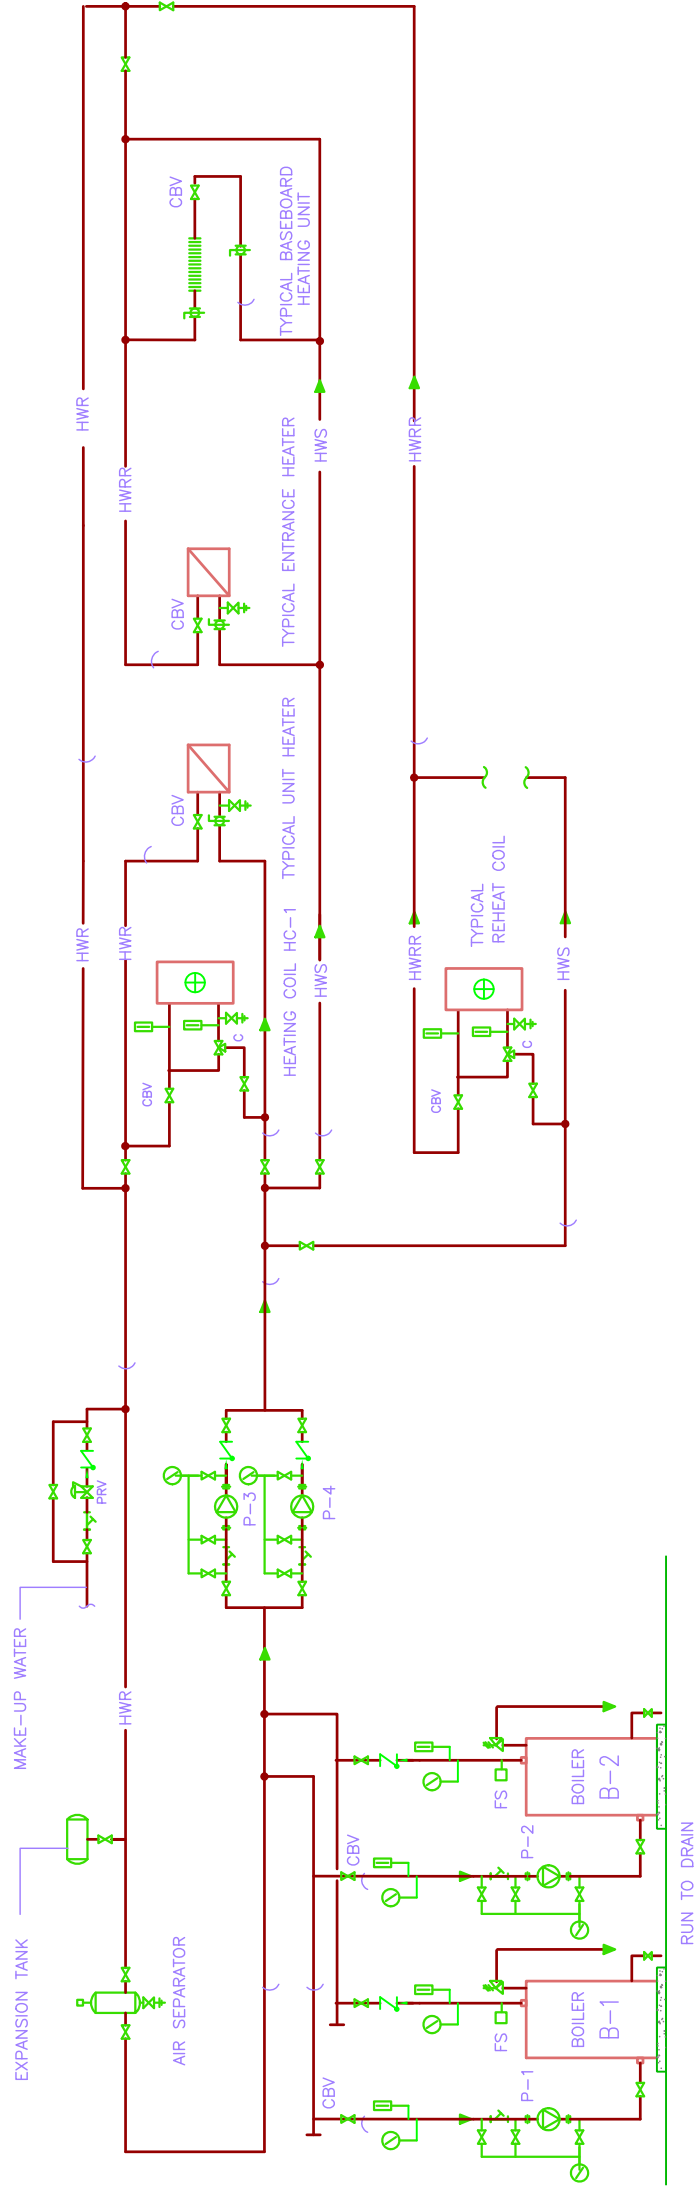 CBV
TYPICAL BASEBOARD
HEATING UNIT
HWR
HWRR
HWS
HWRR
TYPICAL ENTRANCE HEATER
CBV
CBV
TYPICAL UNIT HEATER
HWR
HWR
HEATING COIL HC-1
HWS
HWRR
TYPICAL
REHEAT COIL
HWS
CBV
C
CBV
C
PRV
P-3
P-4
MAKE-UP WATER
HWR
EXPANSION TANK
AIR SEPARATOR
CBV
FS
BOILER
B-2
P-2
RUN TO DRAIN
CBV
FS
BOILER
B-1
P-1